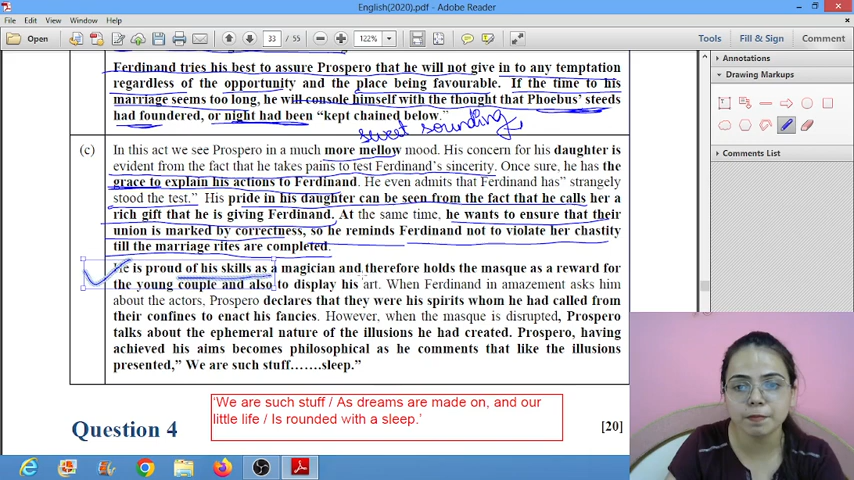 English(2020).pdf - Adobe Reader
File Edit View Window Help
Open 33 / 55 122% Tools Fill & Sign Comment
Annotations
Drawing Markups
Comments List
Ferdinand tries his best to assure Prospero that he will not give in to any temptation
regardless of the opportunity and the place being favourable. If the time to his
marriage seems too long, he will console himself with the thought that Phoebus' steeds
had foundered, or night had been "kept chained below."
sweet sounding
(c) In this act we see Prospero in a much more mellow mood. His concern for his daughter is
evident from the fact that he takes pains to test Ferdinand's sincerity. Once sure, he has the
grace to explain his actions to Ferdinand. He even admits that Ferdinand has" strangely
stood the test." His pride in his daughter can be seen from the fact that he calls her a
rich gift that he is giving Ferdinand. At the same time, he wants to ensure that their
union is marked by correctness, so he reminds Ferdinand not to violate her chastity
till the marriage rites are completed.
He is proud of his skills as a magician and therefore holds the masque as a reward for
the young couple and also to display his art. When Ferdinand in amazement asks him
about the actors, Prospero declares that they were his spirits whom he had called from
their confines to enact his fancies. However, when the masque is disrupted, Prospero
talks about the ephemeral nature of the illusions he had created. Prospero, having
achieved his aims becomes philosophical as he comments that like the illusions
presented," We are such stuff…….sleep."
'We are such stuff / As dreams are made on, and our
little life / Is rounded with a sleep.'
Question 4 [20]